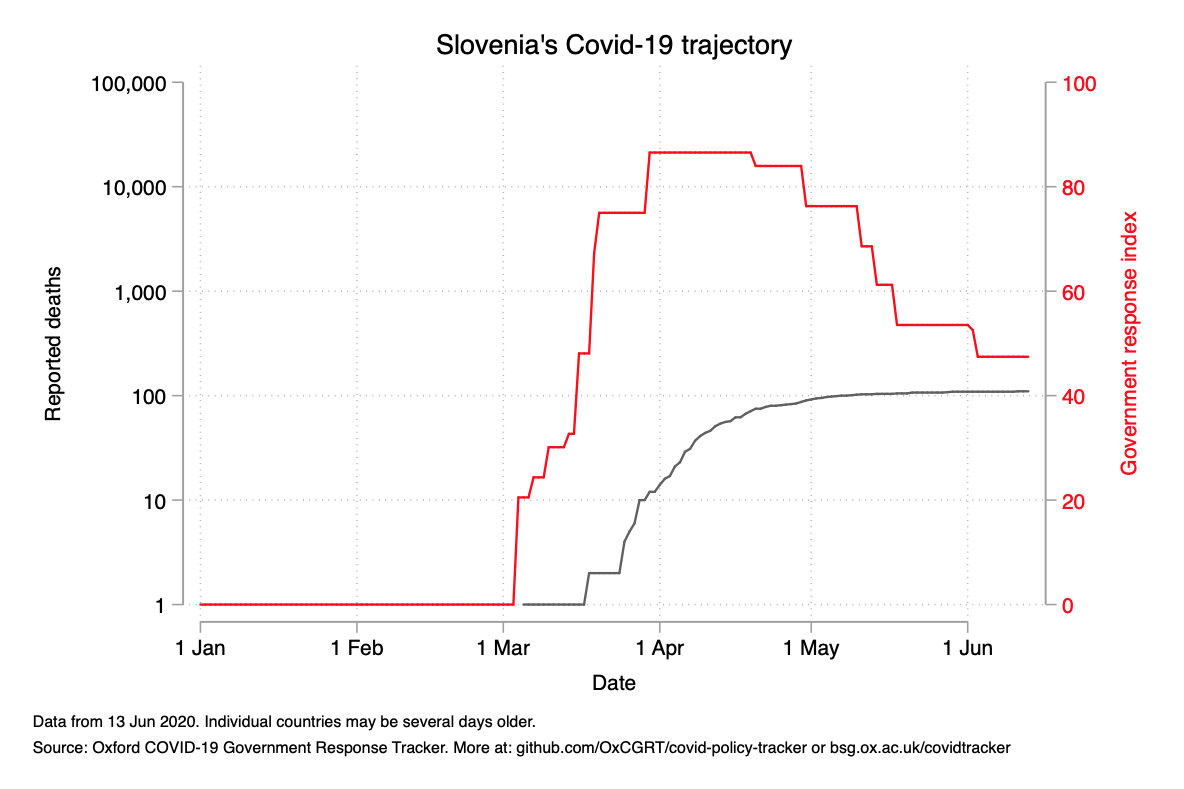 Slovenia's Covid-19 trajectory
100,000
10,000
1,000
100
10
1
Reported deaths
100
80
60
40
20
0
Government response index
1 Jan 1 Feb 1 Mar 1 Apr 1 May 1 Jun
Date
Data from 13 Jun 2020. Individual countries may be several days older.
Source: Oxford COVID-19 Government Response Tracker. More at: github.com/OxCGRT/covid-policy-tracker or bsg.ox.ac.uk/covidtracker